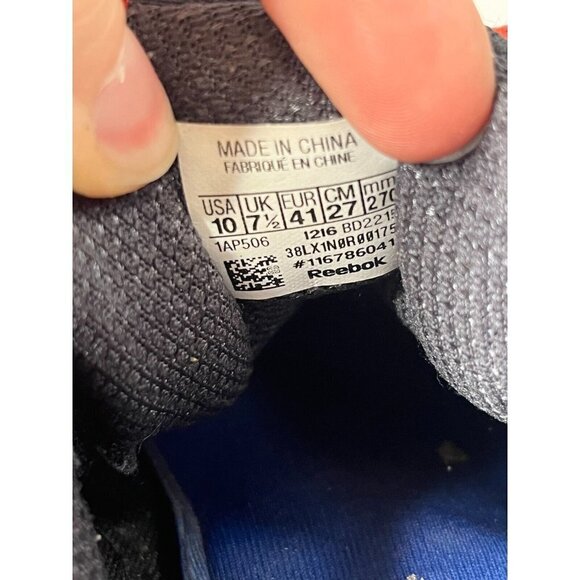 MADE IN CHINA
FABRIQUÉ EN CHINE
USA UK EUR CM mm
10 7½ 41 27 270
1AP506 1216 BD2215
38LX1N0R00175
#116786041
Reebok